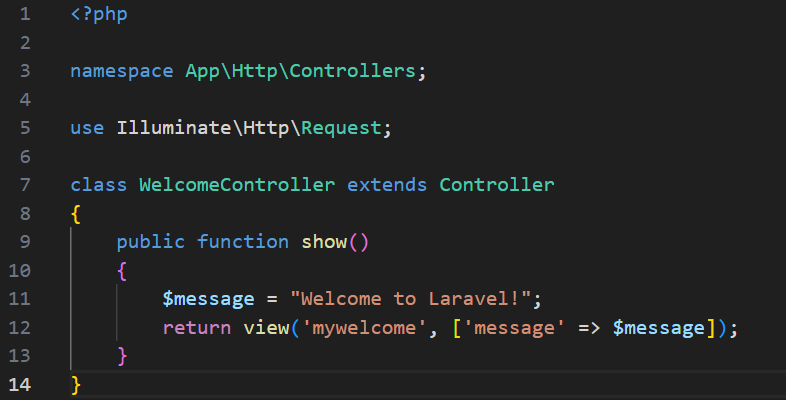 1 <?php
2
3 namespace App\Http\Controllers;
4
5 use Illuminate\Http\Request;
6
7 class WelcomeController extends Controller
8 {
9     public function show()
10     {
11         $message = "Welcome to Laravel!";
12         return view('mywelcome', ['message' => $message]);
13     }
14 }